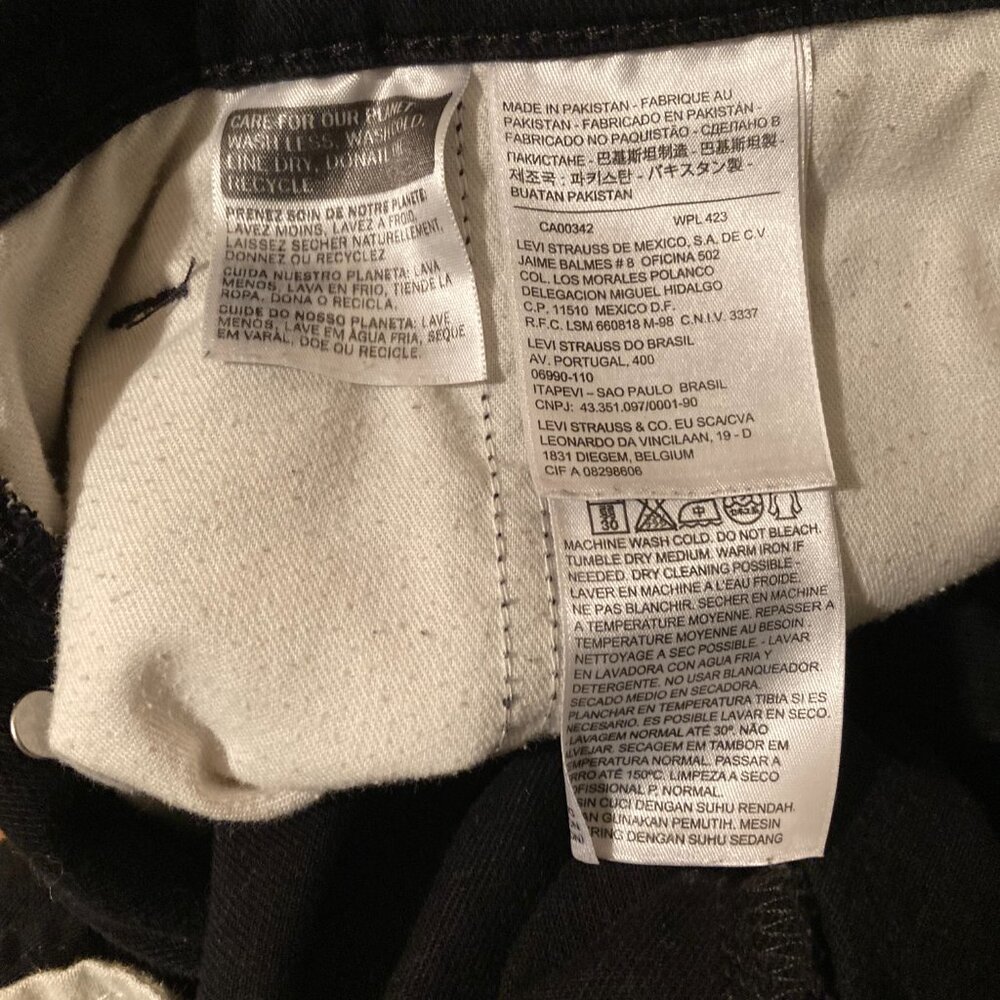 CARE FOR OUR PLANET
WASH LESS, WASH COLD,
LINE DRY, DONATE OR
RECYCLE.
PRENEZ SOIN DE NOTRE PLANETE:
LAVEZ MOINS, LAVEZ A FROID,
LAISSEZ SECHER NATURELLEMENT,
DONNEZ OU RECYCLEZ
CUIDA NUESTRO PLANETA: LAVA
MENOS, LAVA EN FRIO, TIENDE LA
ROPA, DONA O RECICLA.
CUIDE DO NOSSO PLANETA: LAVE
MENOS, LAVE EM ÁGUA FRIA, SEQUE
EM VARAL, DOE OU RECICLE.
MADE IN PAKISTAN - FABRIQUE AU
PAKISTAN - FABRICADO EN PAKISTÁN -
FABRICADO NO PAQUISTÃO - СДЕЛАНО В
ПАКИСТАНЕ - 巴基斯坦制造 - 巴基斯坦製 -
제조국 : 파키스탄 - パキスタン製 -
BUATAN PAKISTAN
CA00342 WPL 423
LEVI STRAUSS DE MEXICO, S.A. DE C.V
JAIME BALMES # 8 OFICINA 502
COL. LOS MORALES POLANCO
DELEGACION MIGUEL HIDALGO
C.P. 11510 MEXICO D.F.
R.F.C. LSM 660818 M-98 C.N.I.V. 3337
LEVI STRAUSS DO BRASIL
AV. PORTUGAL, 400
06990-110
ITAPEVI – SAO PAULO BRASIL
CNPJ: 43.351.097/0001-90
LEVI STRAUSS & CO. EU SCA/CVA
LEONARDO DA VINCILAAN, 19 - D
1831 DIEGEM, BELGIUM
CIF A 08298606
30 中
MACHINE WASH COLD. DO NOT BLEACH.
TUMBLE DRY MEDIUM. WARM IRON IF
NEEDED. DRY CLEANING POSSIBLE -
LAVER EN MACHINE A L'EAU FROIDE.
NE PAS BLANCHIR. SECHER EN MACHINE
A TEMPERATURE MOYENNE. REPASSER A
TEMPERATURE MOYENNE AU BESOIN.
NETTOYAGE A SEC POSSIBLE - LAVAR
EN LAVADORA CON AGUA FRIA Y
DETERGENTE. NO USAR BLANQUEADOR.
SECADO MEDIO EN SECADORA.
PLANCHAR EN TEMPERATURA TIBIA SI ES
NECESARIO. ES POSIBLE LAVAR EN SECO.
LAVAGEM NORMAL ATÉ 30º. NÃO
ALVEJAR. SECAGEM EM TAMBOR EM
TEMPERATURA NORMAL. PASSAR A
FERRO ATÉ 150ºC. LIMPEZA A SECO
PROFISSIONAL P. NORMAL.
CUCI DENGAN SUHU RENDAH.
GUNAKAN PEMUTIH. MESIN
DENGAN SUHU SEDANG